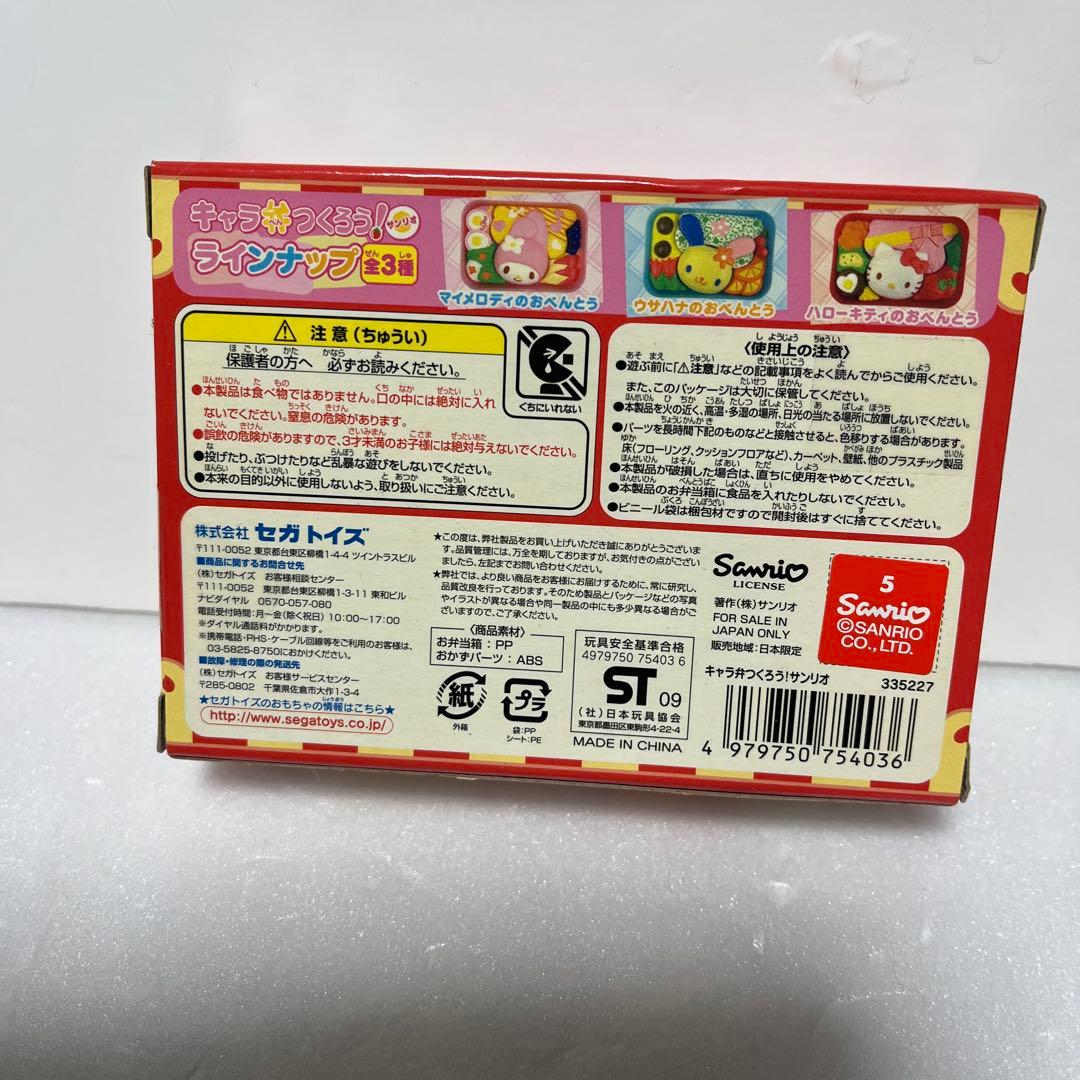 キャラ弁つくろう!サンリオ
ラインナップ 全3種
マイメロディのおべんとう
ウサハナのおべんとう
ハローキティのおべんとう
注意(ちゅうい)
保護者の方へ 必ずお読みください。
●本製品は食べ物ではありません。口の中には絶対に入れ
ないでください。窒息の危険があります。
●誤飲の危険がありますので、3才未満のお子様には絶対与えないでください。
●投げたり、ぶつけたりなど乱暴な遊びをしないでください。
●本来の目的以外に使用しないよう、取り扱いにご注意ください。
くちにいれない
〈使用上の注意〉
●遊ぶ前に「⚠注意」などの記載事項をよく読んでからご使用ください。
また、このパッケージは大切に保管してください。
●本製品を火の近く、高温・多湿の場所、日光の当たる場所に放置しないでください。
●パーツを長時間下記のものなどと接触させると、色移りする場合があります。
床(フローリング、クッションフロアなど)、カーペット、壁紙、他のプラスチック製品
●本製品が破損した場合は、直ちに使用をやめてください。
●本製品のお弁当箱に食品を入れたりしないでください。
●ビニール袋は梱包材ですので開封後はすぐに捨ててください。
株式会社 セガトイズ
〒111-0052 東京都台東区柳橋1-4-4 ツイントラスビル
■商品に関するお問合せ先
(株)セガトイズ お客様相談センター
〒111-0052 東京都台東区柳橋1-3-11 東和ビル
ナビダイヤル 0570-057-080
電話受付時間:月〜金(除く祝日) 10:00〜17:00
※ダイヤル通話料がかかります。
※携帯電話・PHS・ケーブル回線等をご利用のお客様は、
03-5825-8750におかけください。
■故障・修理の際の発送先
(株)セガトイズ お客様サービスセンター
〒285-0802 千葉県佐倉市大作1-3-4
★セガトイズのおもちゃの情報はこちら★
http://www.segatoys.co.jp/
★この度は、弊社製品をお買い上げいただき誠にありがとうございま
す。品質管理には、万全を期しておりますが、お気付きの点がござい
ましたら、左記までお問い合わせください。
★弊社では、より良い商品をお客様にお届けするために、常に研究し、
品質改良を行っております。そのため製品とパッケージなどの写真
やイラストが異なる場合や同一製品の中にも多少異なる場合がご
ざいますので、ご了承ください。
〈商品素材〉
お弁当箱:PP
おかずパーツ:ABS
紙
外箱
プラ
袋:PP
シート:PE
玩具安全基準合格
4979750 75403 6
ST 09
(社)日本玩具協会
東京都墨田区東駒形4-22-4
MADE IN CHINA
Sanrio
LICENSE
著作(株)サンリオ
FOR SALE IN
JAPAN ONLY
販売地域:日本限定
5
Sanrio
©SANRIO
CO., LTD.
キャラ弁つくろう!サンリオ 335227
4 979750 754036